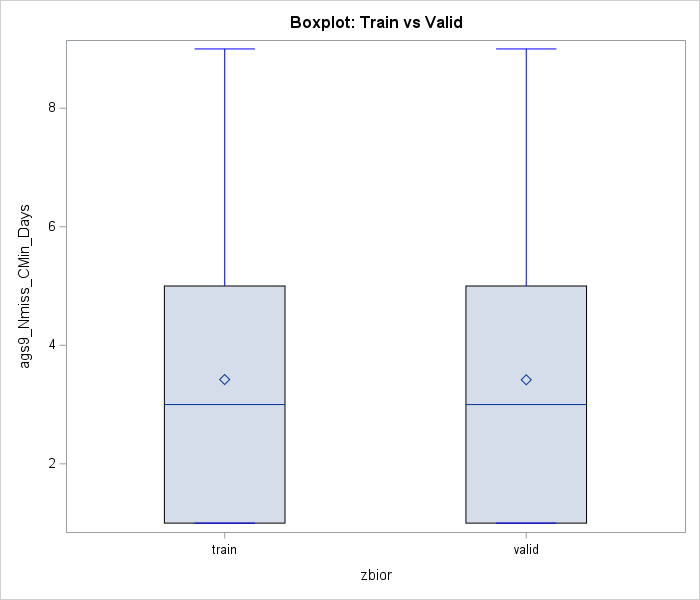 Boxplot: Train vs Valid
ags9_Nmiss_CMin_Days
8
6
4
2
train
valid
zbior